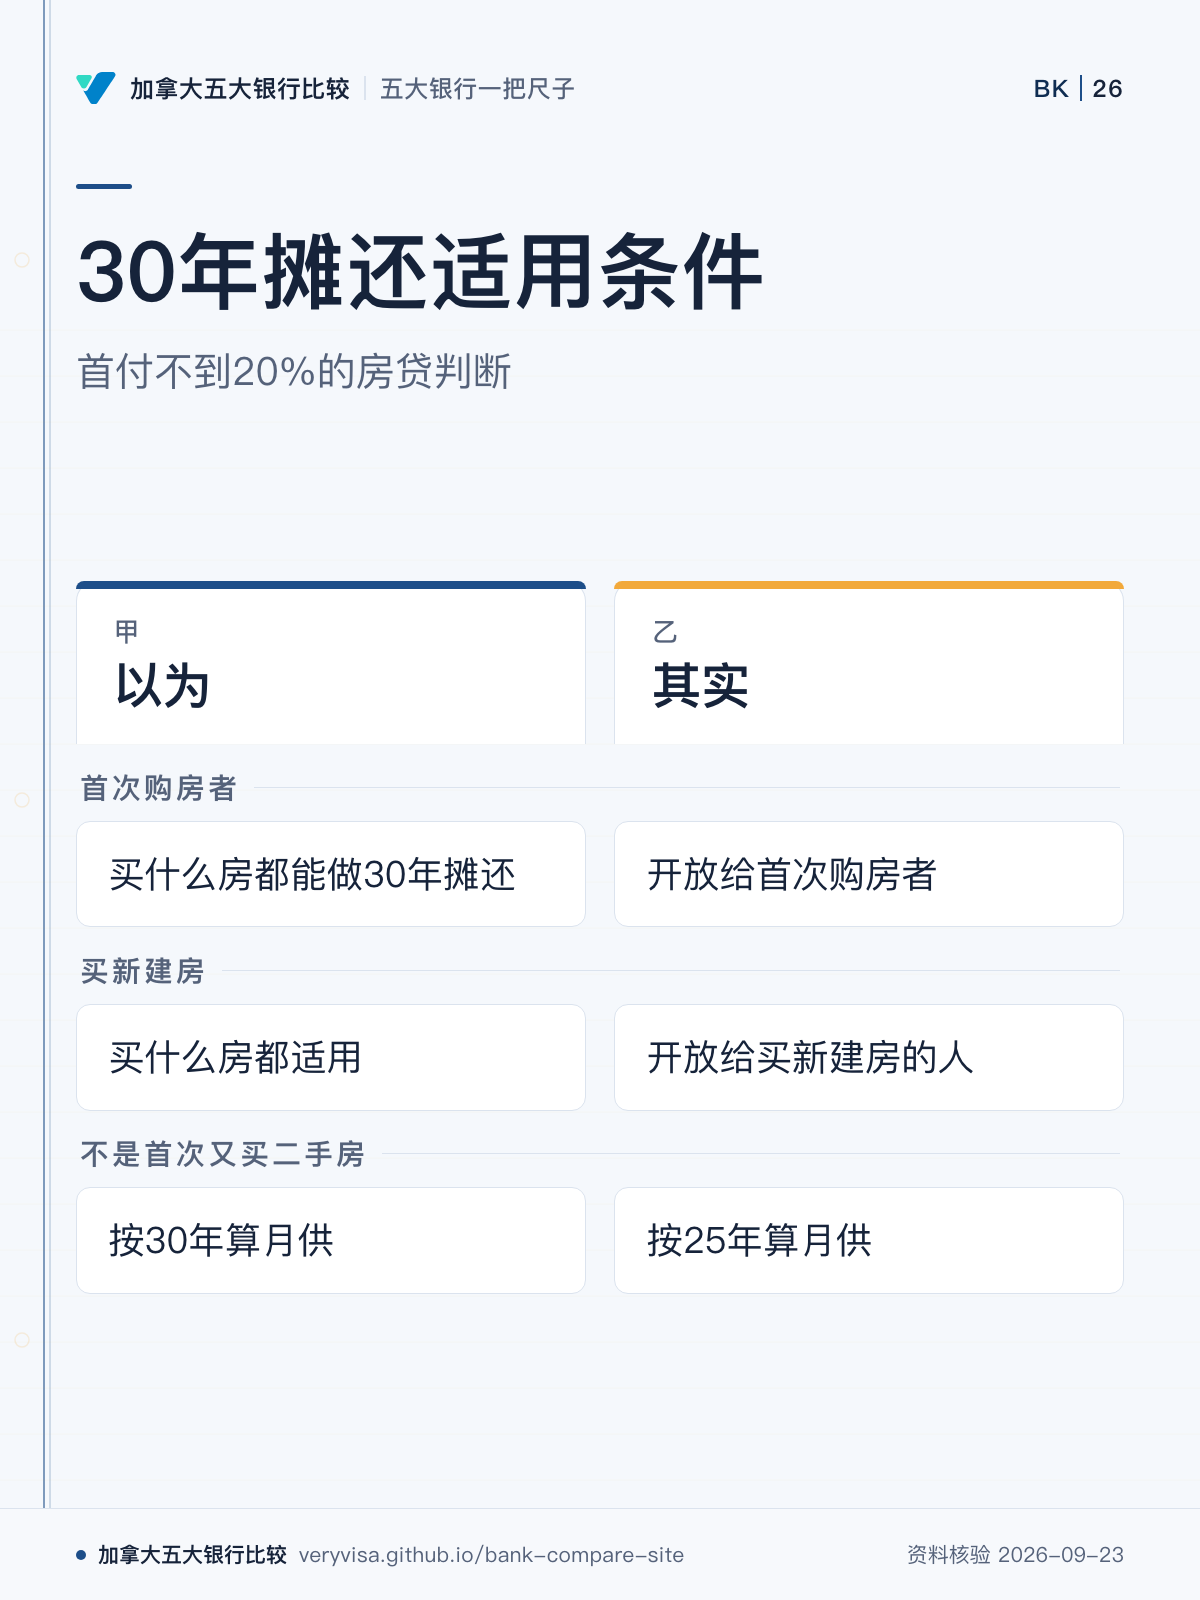 加拿大五大银行比较 五大银行一把尺子 BK 26
30年摊还适用条件
首付不到20%的房贷判断
甲 乙
以为 其实
首次购房者
买什么房都能做30年摊还 开放给首次购房者
买新建房
买什么房都适用 开放给买新建房的人
不是首次又买二手房
按30年算月供 按25年算月供
加拿大五大银行比较 veryvisa.github.io/bank-compare-site 资料核验 2026-09-23